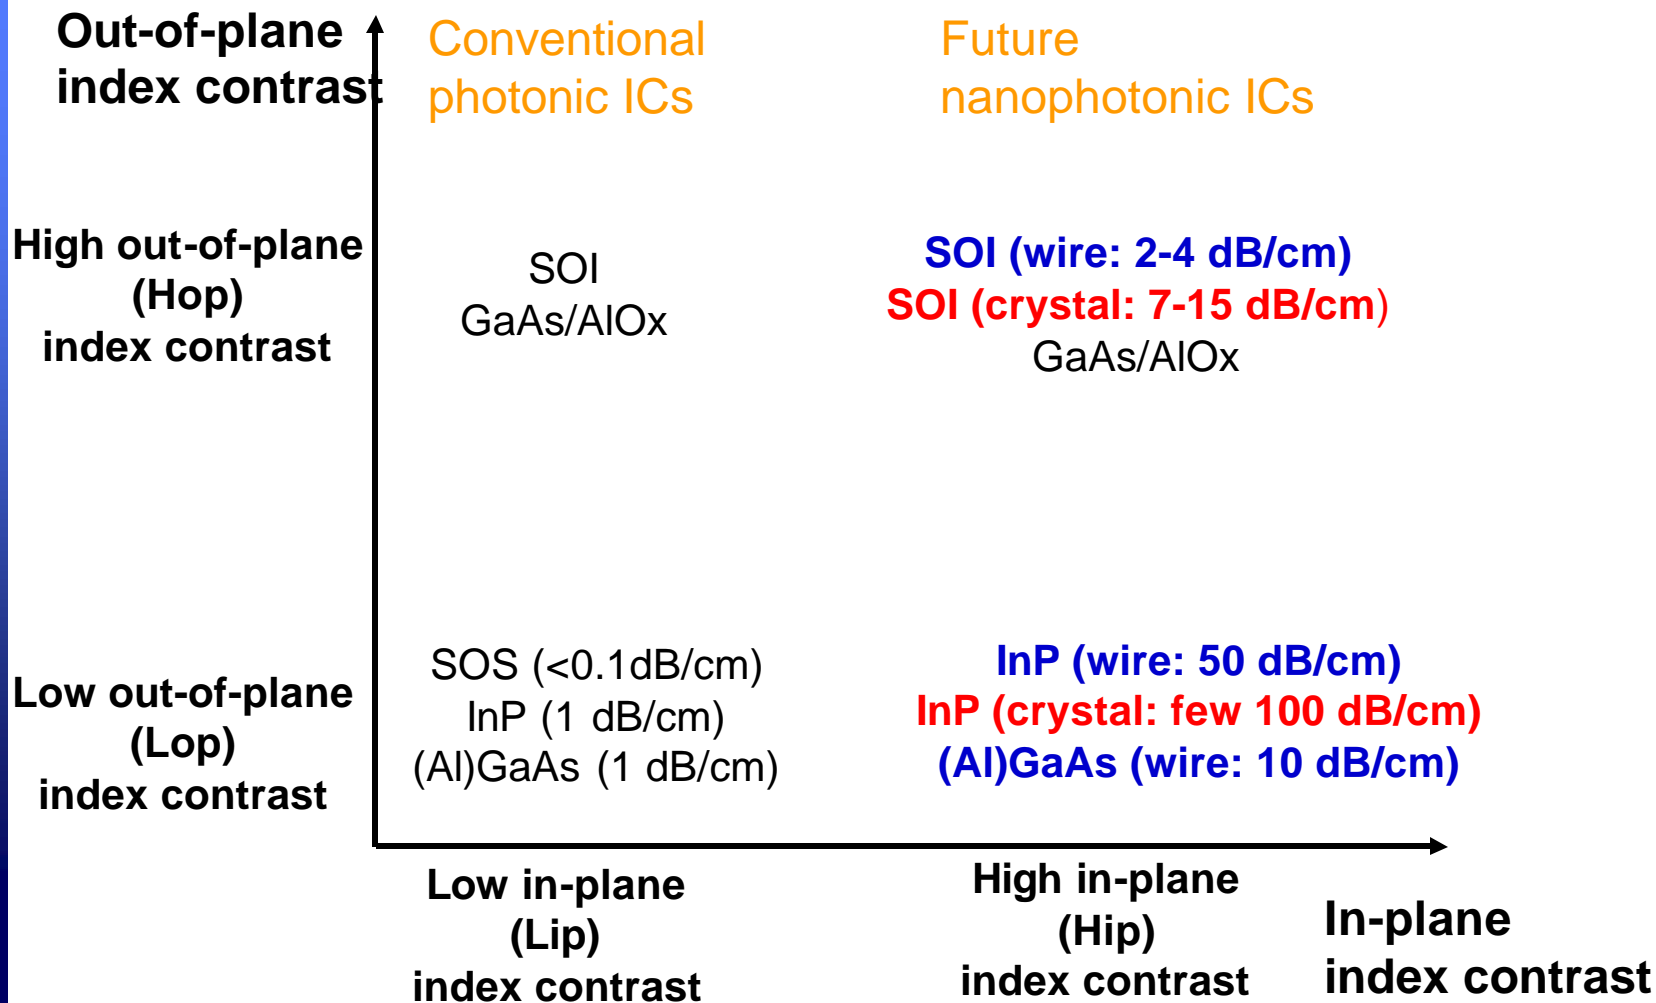 Out-of-plane
index contrast
Conventional
photonic ICs
Future
nanophotonic ICs
High out-of-plane
(Hop)
index contrast
SOI
GaAs/AlOx
SOI (wire: 2-4 dB/cm)
SOI (crystal: 7-15 dB/cm)
GaAs/AlOx
Low out-of-plane
(Lop)
index contrast
SOS (<0.1dB/cm)
InP (1 dB/cm)
(Al)GaAs (1 dB/cm)
InP (wire: 50 dB/cm)
InP (crystal: few 100 dB/cm)
(Al)GaAs (wire: 10 dB/cm)
Low in-plane
(Lip)
index contrast
High in-plane
(Hip)
index contrast
In-plane
index contrast